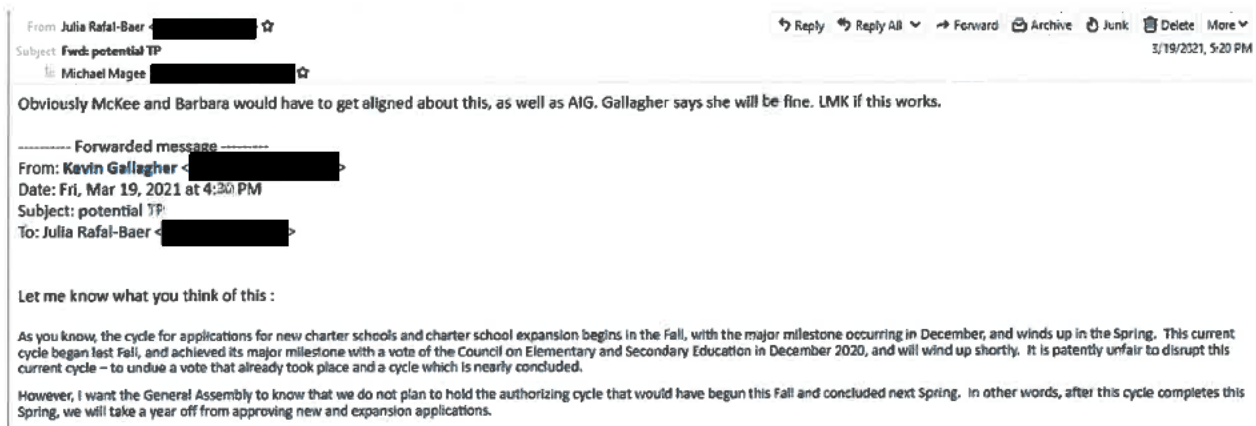 From Julia Rafal-Baer < Reply Reply All Forward Archive Junk Delete More
Subject Fwd: potential TP 3/19/2021, 5:20 PM
To Michael Magee
Obviously McKee and Barbara would have to get aligned about this, as well as AIG. Gallagher says she will be fine. LMK if this works.
---------- Forwarded message ---------
From: Kevin Gallagher < >
Date: Fri, Mar 19, 2021 at 4:30 PM
Subject: potential TP
To: Julia Rafal-Baer < >
Let me know what you think of this :
As you know, the cycle for applications for new charter schools and charter school expansion begins in the Fall, with the major milestone occurring in December, and winds up in the Spring. This current
cycle began last Fall, and achieved its major milestone with a vote of the Council on Elementary and Secondary Education in December 2020, and will wind up shortly. It is patently unfair to disrupt this
current cycle – to undue a vote that already took place and a cycle which is nearly concluded.
However, I want the General Assembly to know that we do not plan to hold the authorizing cycle that would have begun this Fall and concluded next Spring. In other words, after this cycle completes this
Spring, we will take a year off from approving new and expansion applications.